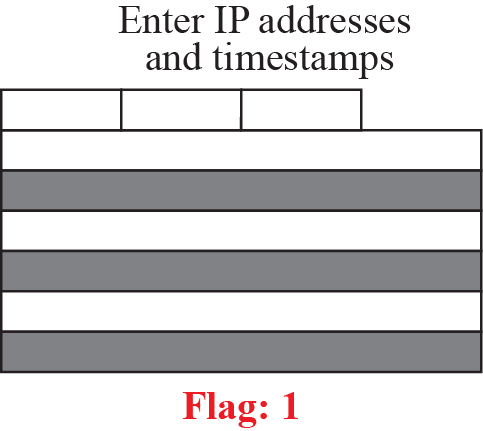 Enter IP addresses
and timestamps
Flag: 1